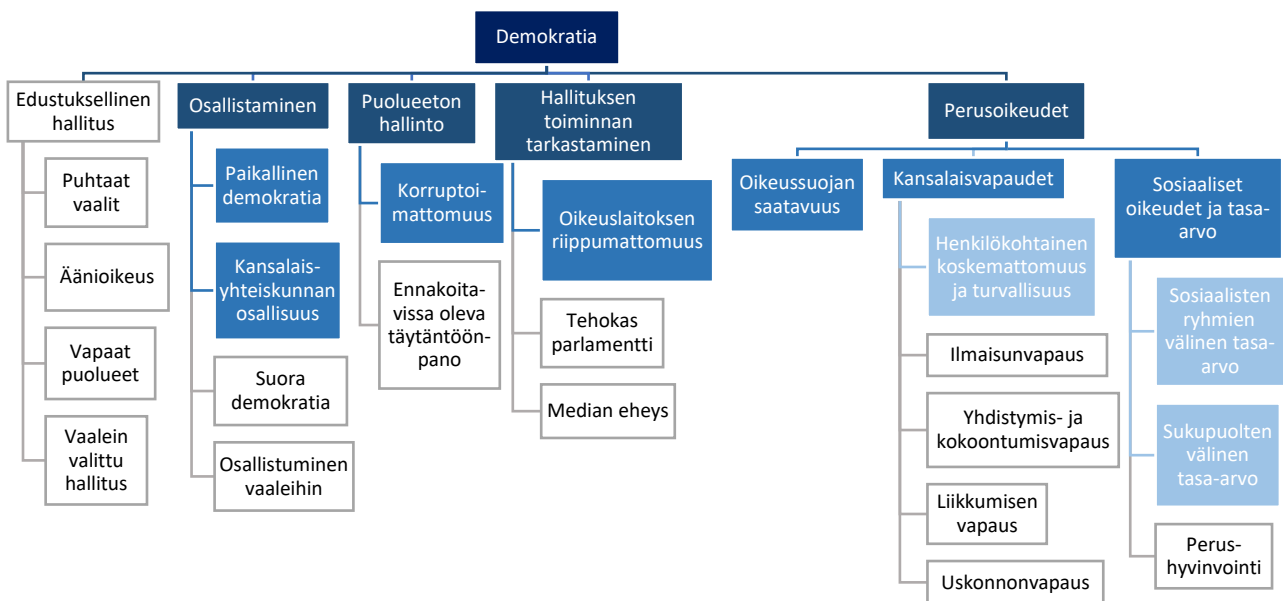 Demokratia
Edustuksellinen
hallitus
Puhtaat
vaalit
Äänioikeus
Vapaat
puolueet
Vaalein
valittu
hallitus
Osallistaminen
Paikallinen
demokratia
Kansalais-
yhteiskunnan
osallisuus
Suora
demokratia
Osallistuminen
vaaleihin
Puolueeton
hallinto
Korruptoi-
mattomuus
Ennakoita-
vissa oleva
täytäntöön-
pano
Hallituksen
toiminnan
tarkastaminen
Oikeuslaitoksen
riippumattomuus
Tehokas
parlamentti
Median eheys
Perusoikeudet
Oikeussuojan
saatavuus
Kansalaisvapaudet
Henkilökohtainen
koskemattomuus
ja turvallisuus
Ilmaisunvapaus
Yhdistymis- ja
kokoontumisvapaus
Liikkumisen
vapaus
Uskonnonvapaus
Sosiaaliset
oikeudet ja tasa-
arvo
Sosiaalisten
ryhmien
välinen tasa-
arvo
Sukupuolten
välinen
tasa-arvo
Perus-
hyvinvointi